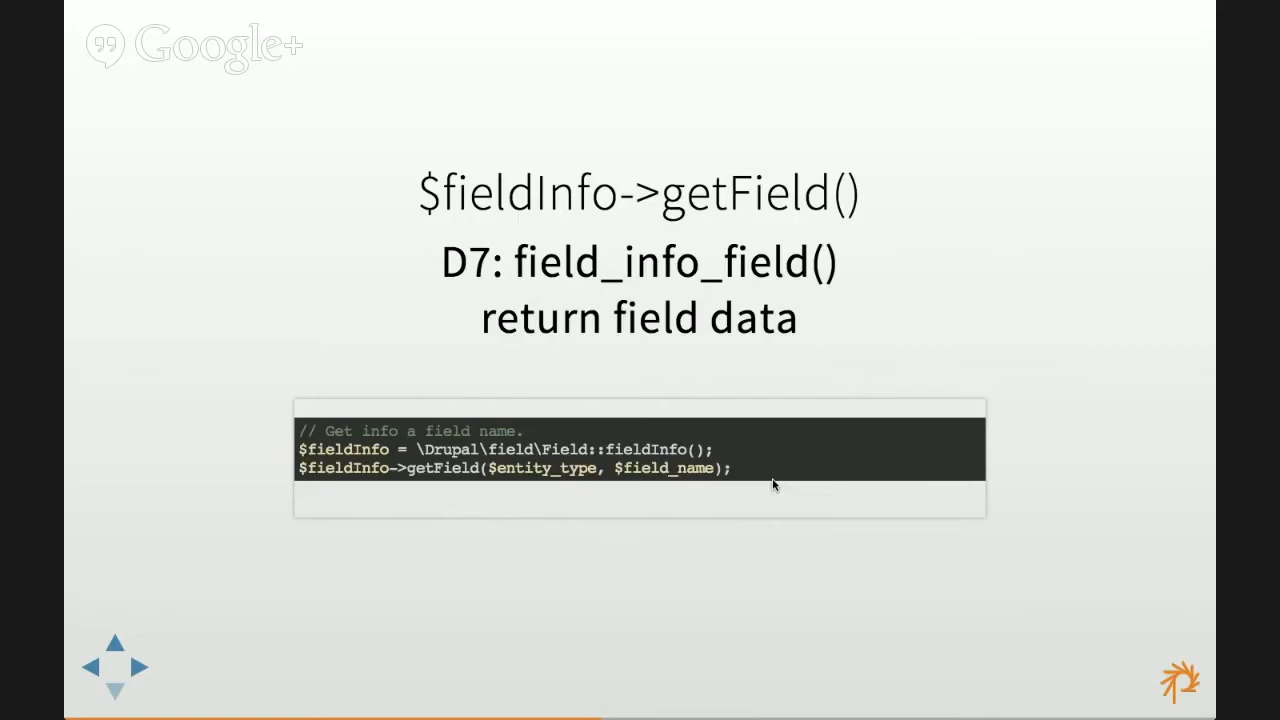 Google+
$fieldInfo->getField()
D7: field_info_field()
return field data
// Get info a field name.
$fieldInfo = \Drupal\field\Field::fieldInfo();
$fieldInfo->getField($entity_type, $field_name);